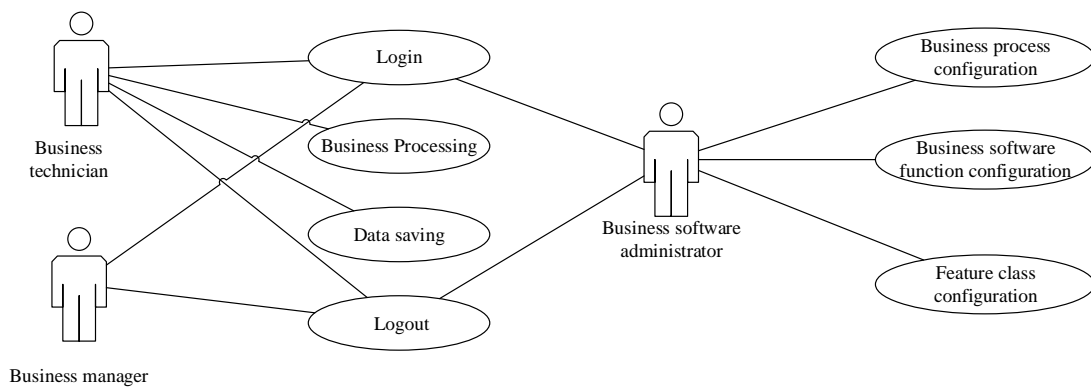 Login
Business Processing
Data saving
Logout
Business
technician
Business manager
Business software
administrator
Business process
configuration
Business software
function configuration
Feature class
configuration